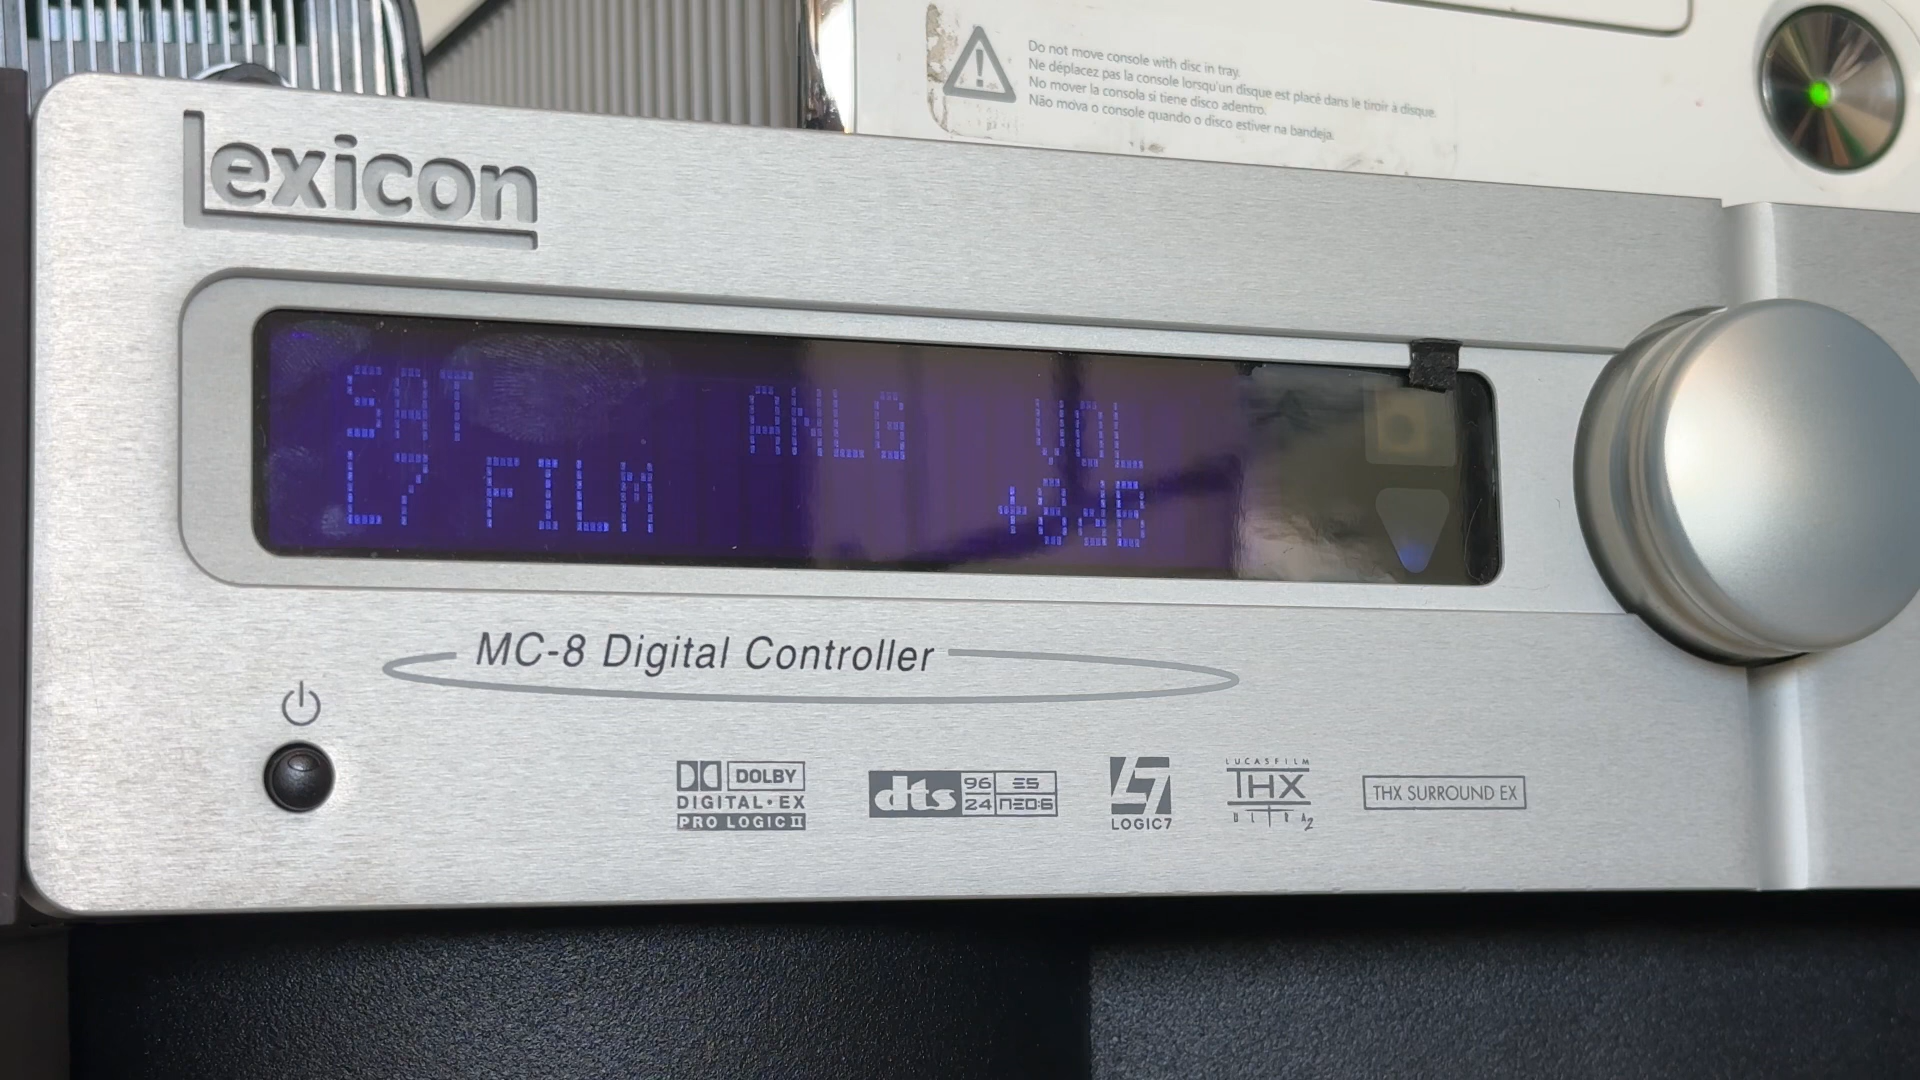 Do not move console with disc in tray.
Ne déplacez pas la console lorsqu'un disque est placé dans le tiroir à disque.
No mover la consola si tiene disco adentro.
Não mova o console quando o disco estiver na bandeja.
Lexicon
SAT ANLG VOL
L7 FILM +8dB
MC-8 Digital Controller
DOLBY
DIGITAL·EX
PRO LOGIC II
dts 96 ES
24 NEO:6
L7
LOGIC7
LUCASFILM
THX
ULTRA2
THX SURROUND EX